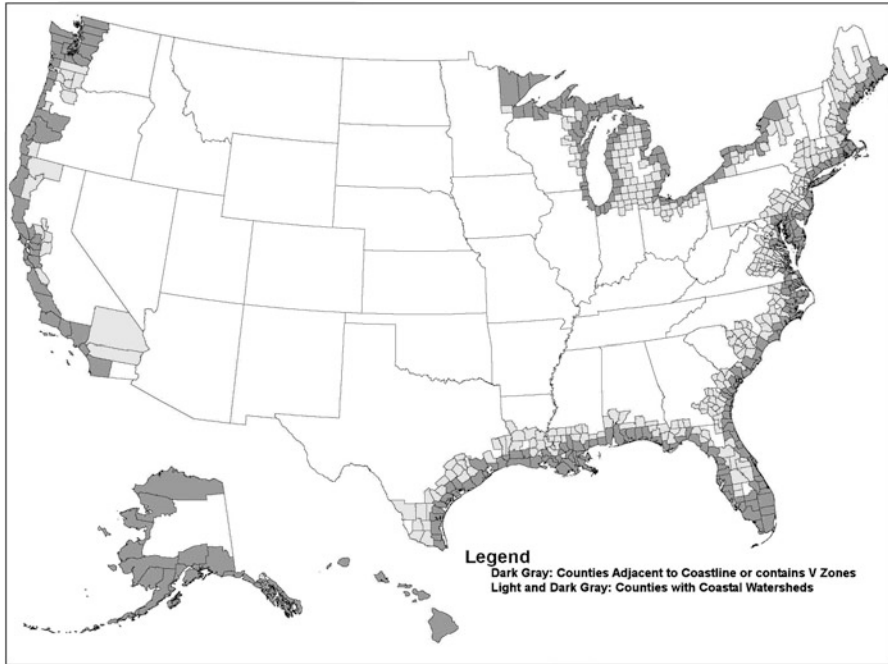 Legend
Dark Gray: Counties Adjacent to Coastline or contains V Zones
Light and Dark Gray: Counties with Coastal Watersheds